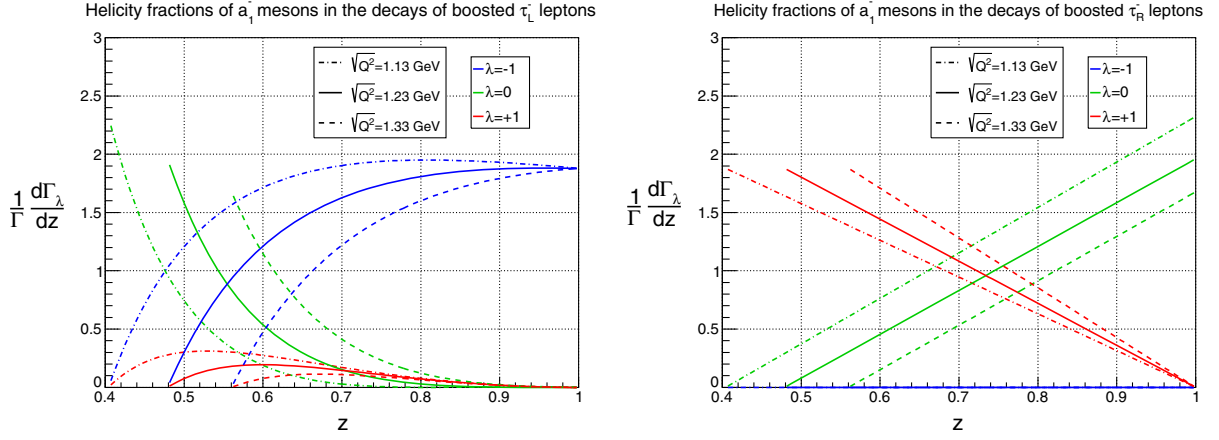 Helicity fractions of a₁⁻ mesons in the decays of boosted τ_L⁻ leptons
3
2.5
2
1.5
1
0.5
0
0.4 0.5 0.6 0.7 0.8 0.9 1
z
1/Γ dΓ_λ/dz
√Q²=1.13 GeV
√Q²=1.23 GeV
√Q²=1.33 GeV
λ=-1
λ=0
λ=+1
Helicity fractions of a₁⁻ mesons in the decays of boosted τ_R⁻ leptons
3
2.5
2
1.5
1
0.5
0
0.4 0.5 0.6 0.7 0.8 0.9 1
z
1/Γ dΓ_λ/dz
√Q²=1.13 GeV
√Q²=1.23 GeV
√Q²=1.33 GeV
λ=-1
λ=0
λ=+1